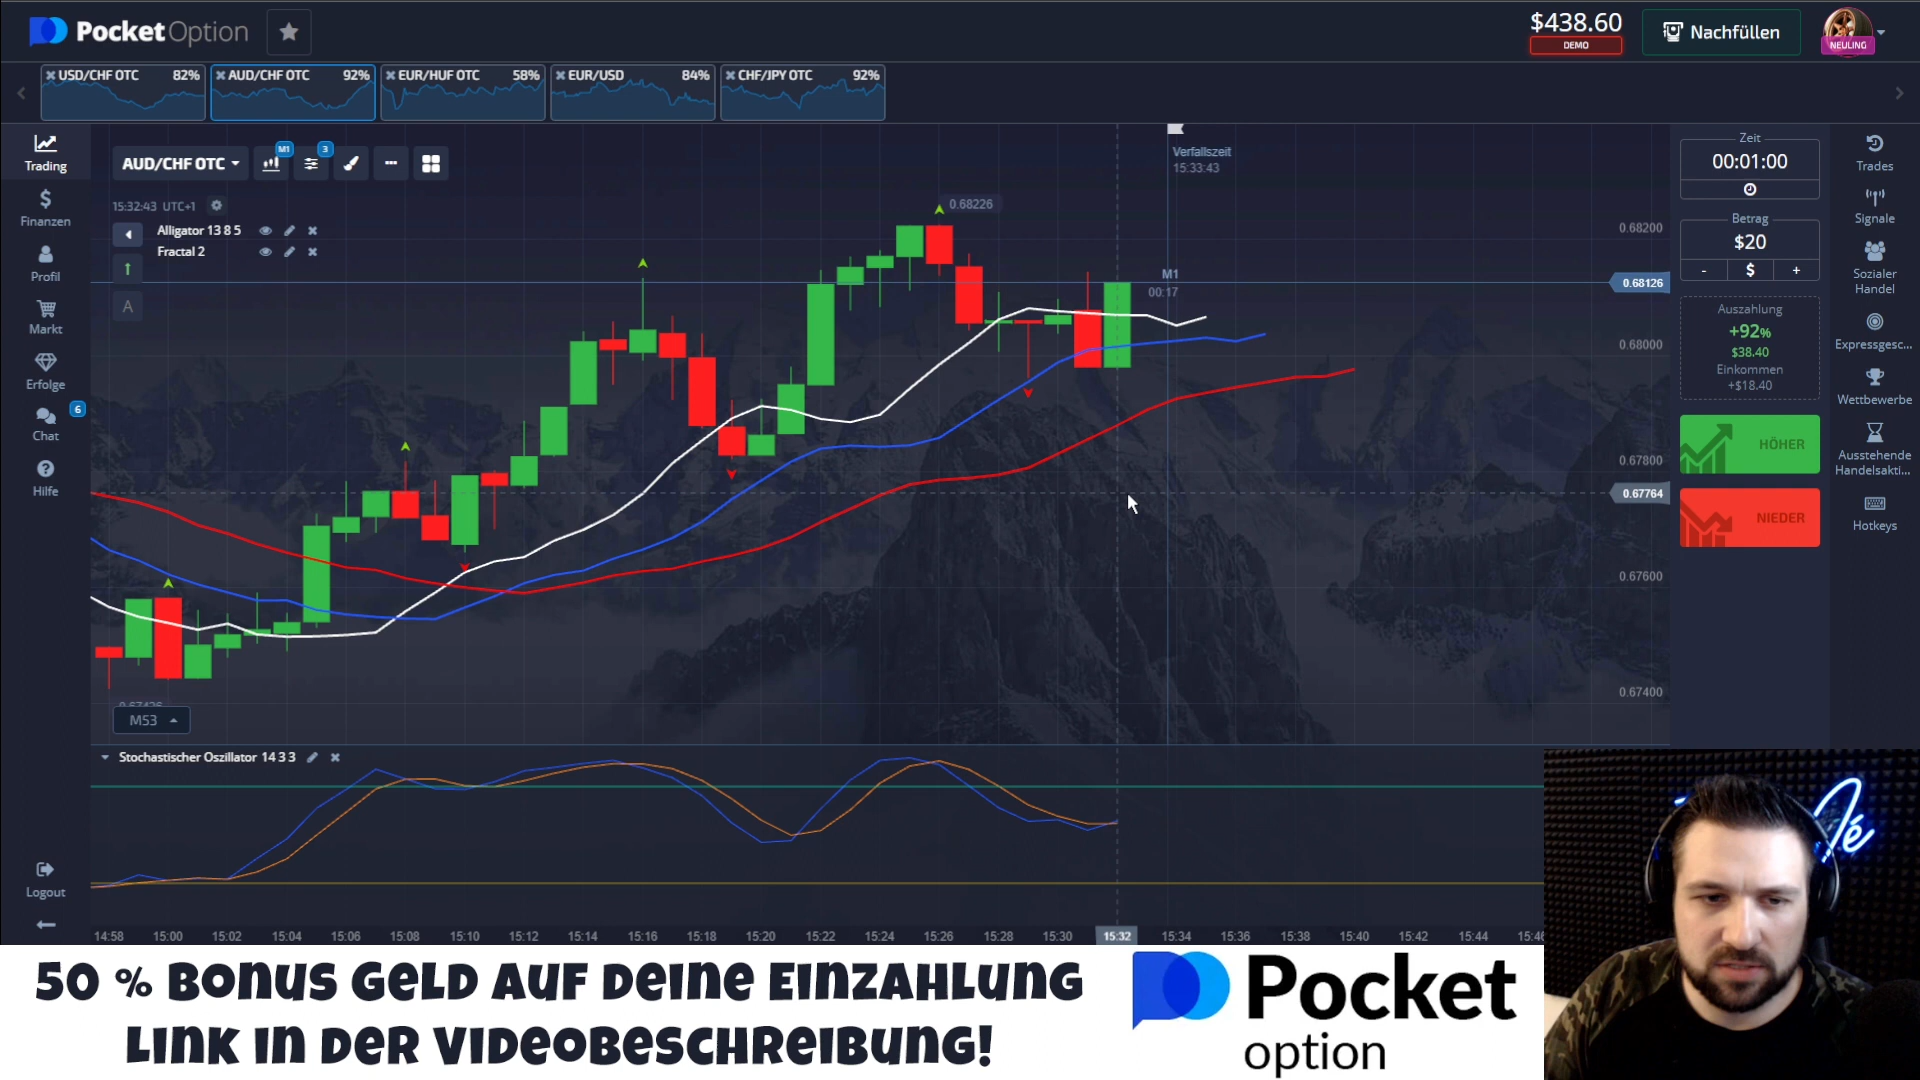 PocketOption
$438.60
DEMO
Nachfüllen
NEULING
USD/CHF OTC 82%
AUD/CHF OTC 92%
EUR/HUF OTC 58%
EUR/USD 84%
CHF/JPY OTC 92%
Trading
Finanzen
Profil
Markt
Erfolge
6
Chat
Hilfe
Logout
AUD/CHF OTC
M1
3
15:32:43 UTC+1
Alligator 13 8 5
Fractal 2
A
0.68226
Verfallszeit
15:33:43
M1
00:17
0.68200
0.68126
0.68000
0.67800
0.67764
0.67600
0.67400
M53
Stochastischer Oszillator 14 3 3
14:58 15:00 15:02 15:04 15:06 15:08 15:10 15:12 15:14 15:16 15:18 15:20 15:22 15:24 15:26 15:28 15:30 15:32 15:34 15:36 15:38 15:40 15:42 15:44
Zeit
00:01:00
Betrag
$20
- $ +
Auszahlung
+92%
$38.40
Einkommen
+$18.40
HÖHER
NIEDER
Trades
Signale
Sozialer
Handel
Expressgesc...
Wettbewerbe
Ausstehende
Handelsakti...
Hotkeys
50 % Bonus Geld auf deine Einzahlung
Link in der Videobeschreibung!
Pocket
option